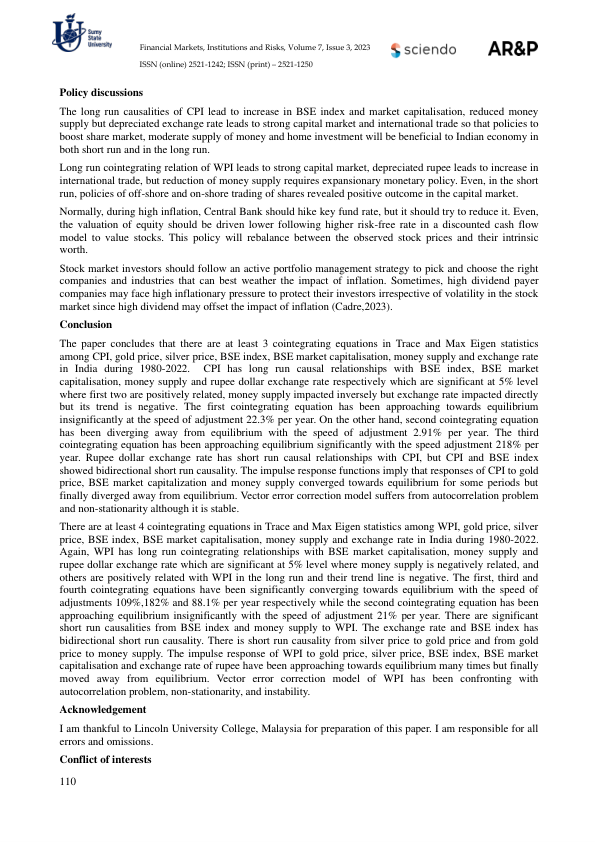 Sumy
State
University
Financial Markets, Institutions and Risks, Volume 7, Issue 3, 2023
sciendo
AR&P
ISSN (online) 2521-1242; ISSN (print) – 2521-1250
Policy discussions
The long run causalities of CPI lead to increase in BSE index and market capitalisation, reduced money
supply but depreciated exchange rate leads to strong capital market and international trade so that policies to
boost share market, moderate supply of money and home investment will be beneficial to Indian economy in
both short run and in the long run.
Long run cointegrating relation of WPI leads to strong capital market, depreciated rupee leads to increase in
international trade, but reduction of money supply requires expansionary monetary policy. Even, in the short
run, policies of off-shore and on-shore trading of shares revealed positive outcome in the capital market.
Normally, during high inflation, Central Bank should hike key fund rate, but it should try to reduce it. Even,
the valuation of equity should be driven lower following higher risk-free rate in a discounted cash flow
model to value stocks. This policy will rebalance between the observed stock prices and their intrinsic
worth.
Stock market investors should follow an active portfolio management strategy to pick and choose the right
companies and industries that can best weather the impact of inflation. Sometimes, high dividend payer
companies may face high inflationary pressure to protect their investors irrespective of volatility in the stock
market since high dividend may offset the impact of inflation (Cadre,2023).
Conclusion
The paper concludes that there are at least 3 cointegrating equations in Trace and Max Eigen statistics
among CPI, gold price, silver price, BSE index, BSE market capitalisation, money supply and exchange rate
in India during 1980-2022. CPI has long run causal relationships with BSE index, BSE market
capitalisation, money supply and rupee dollar exchange rate respectively which are significant at 5% level
where first two are positively related, money supply impacted inversely but exchange rate impacted directly
but its trend is negative. The first cointegrating equation has been approaching towards equilibrium
insignificantly at the speed of adjustment 22.3% per year. On the other hand, second cointegrating equation
has been diverging away from equilibrium with the speed of adjustment 2.91% per year. The third
cointegrating equation has been approaching equilibrium significantly with the speed adjustment 218% per
year. Rupee dollar exchange rate has short run causal relationships with CPI, but CPI and BSE index
showed bidirectional short run causality. The impulse response functions imply that responses of CPI to gold
price, BSE market capitalization and money supply converged towards equilibrium for some periods but
finally diverged away from equilibrium. Vector error correction model suffers from autocorrelation problem
and non-stationarity although it is stable.
There are at least 4 cointegrating equations in Trace and Max Eigen statistics among WPI, gold price, silver
price, BSE index, BSE market capitalisation, money supply and exchange rate in India during 1980-2022.
Again, WPI has long run cointegrating relationships with BSE market capitalisation, money supply and
rupee dollar exchange rate which are significant at 5% level where money supply is negatively related, and
others are positively related with WPI in the long run and their trend line is negative. The first, third and
fourth cointegrating equations have been significantly converging towards equilibrium with the speed of
adjustments 109%,182% and 88.1% per year respectively while the second cointegrating equation has been
approaching equilibrium insignificantly with the speed of adjustment 21% per year. There are significant
short run causalities from BSE index and money supply to WPI. The exchange rate and BSE index has
bidirectional short run causality. There is short run causality from silver price to gold price and from gold
price to money supply. The impulse response of WPI to gold price, silver price, BSE index, BSE market
capitalisation and exchange rate of rupee have been approaching towards equilibrium many times but finally
moved away from equilibrium. Vector error correction model of WPI has been confronting with
autocorrelation problem, non-stationarity, and instability.
Acknowledgement
I am thankful to Lincoln University College, Malaysia for preparation of this paper. I am responsible for all
errors and omissions.
Conflict of interests
110